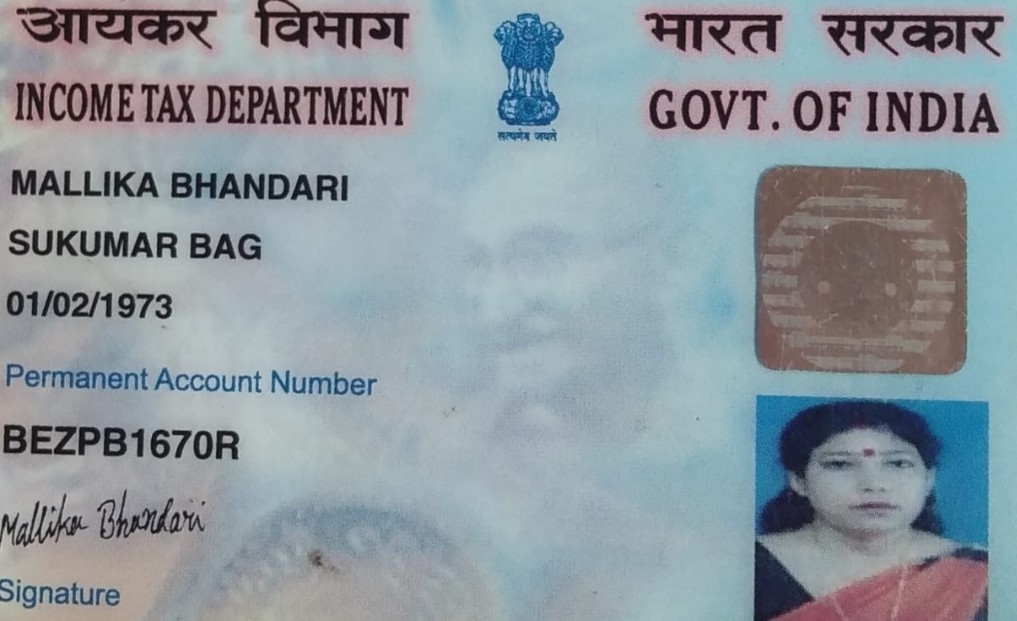 आयकर विभाग
भारत सरकार
INCOME TAX DEPARTMENT
GOVT. OF INDIA
सत्यमेव जयते
MALLIKA BHANDARI
SUKUMAR BAG
01/02/1973
Permanent Account Number
BEZPB1670R
Mallika Bhandari
Signature